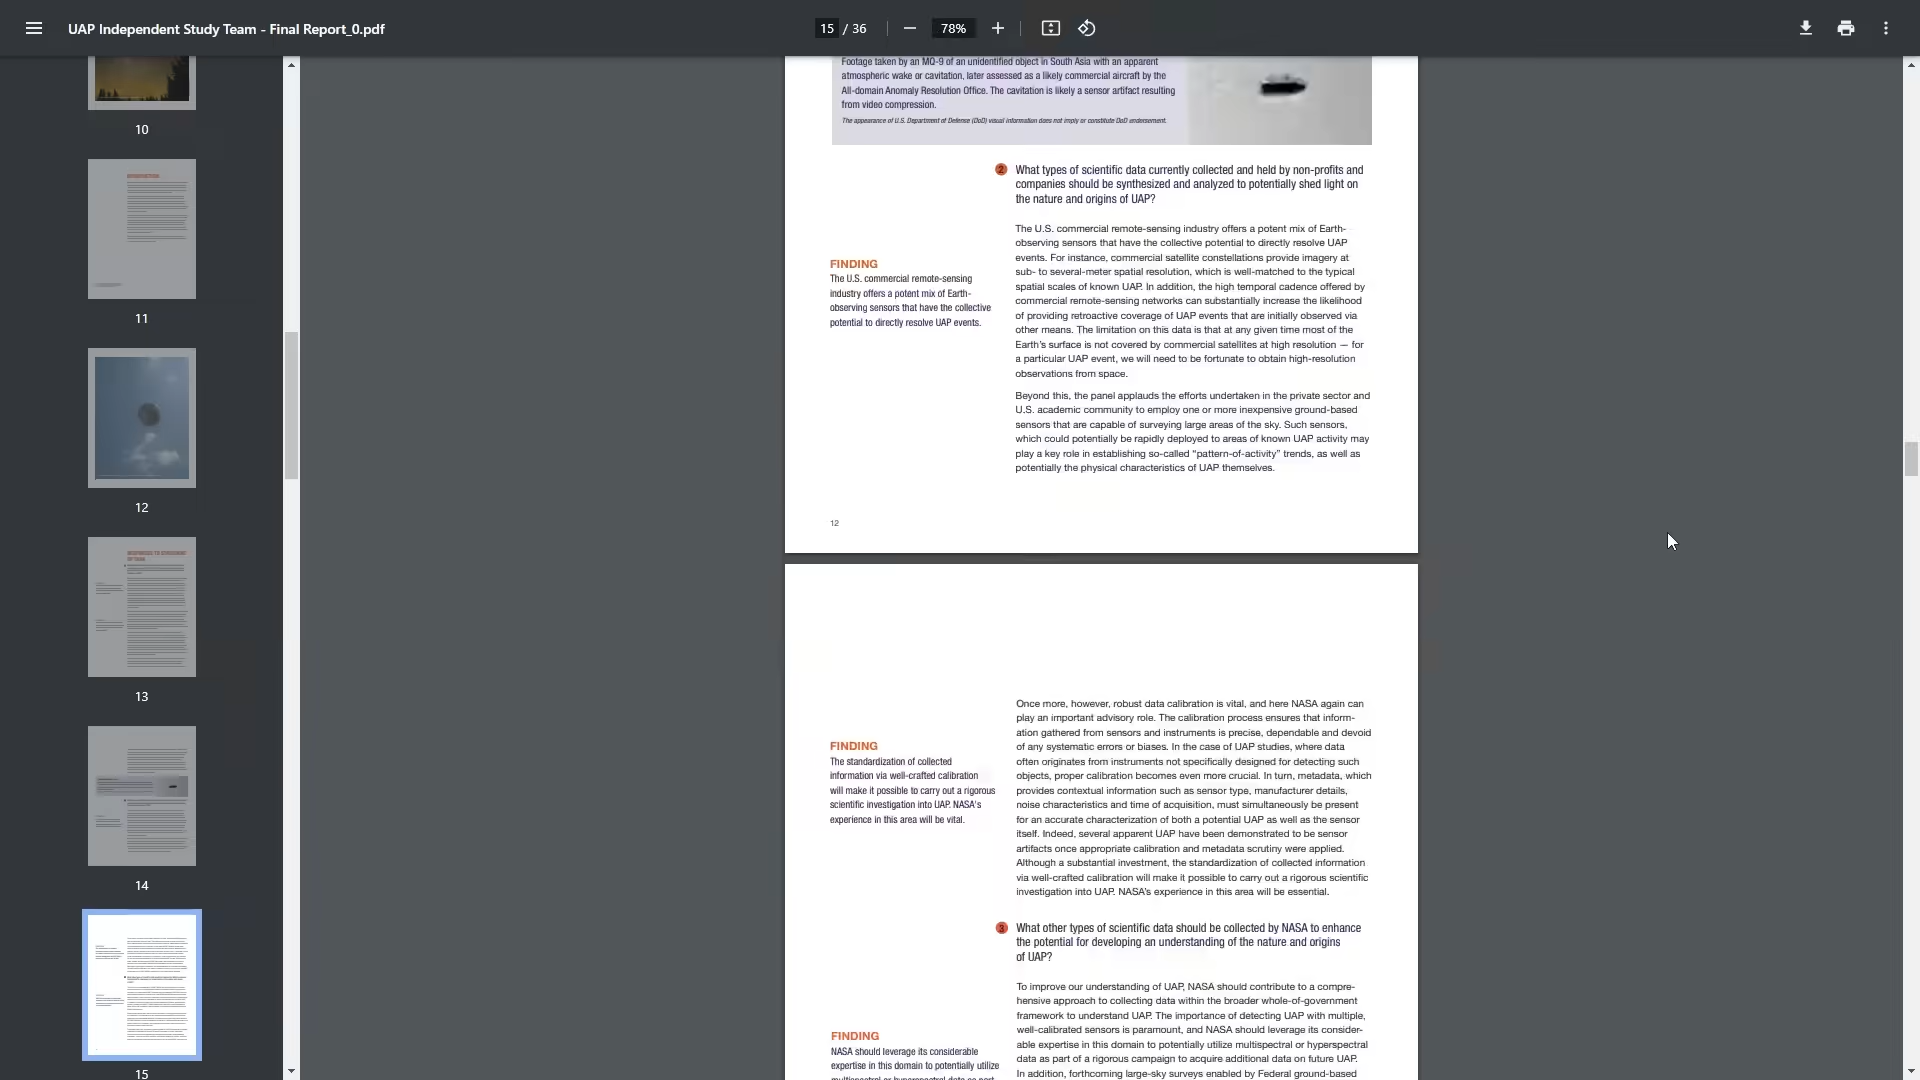 UAP Independent Study Team - Final Report_0.pdf
15 / 36
78%
10
11
12
13
14
15
Footage taken by an MQ-9 of an unidentified object in South Asia with an apparent
atmospheric wake or cavitation, later assessed as a likely commercial aircraft by the
All-domain Anomaly Resolution Office. The cavitation is likely a sensor artifact resulting
from video compression.
The appearance of U.S. Department of Defense (DoD) visual information does not imply or constitute DoD endorsement.
2 What types of scientific data currently collected and held by non-profits and
companies should be synthesized and analyzed to potentially shed light on
the nature and origins of UAP?
FINDING
The U.S. commercial remote-sensing
industry offers a potent mix of Earth-
observing sensors that have the collective
potential to directly resolve UAP events.
The U.S. commercial remote-sensing industry offers a potent mix of Earth-
observing sensors that have the collective potential to directly resolve UAP
events. For instance, commercial satellite constellations provide imagery at
sub- to several-meter spatial resolution, which is well-matched to the typical
spatial scales of known UAP. In addition, the high temporal cadence offered by
commercial remote-sensing networks can substantially increase the likelihood
of providing retroactive coverage of UAP events that are initially observed via
other means. The limitation on this data is that at any given time most of the
Earth's surface is not covered by commercial satellites at high resolution — for
a particular UAP event, we will need to be fortunate to obtain high-resolution
observations from space.
Beyond this, the panel applauds the efforts undertaken in the private sector and
U.S. academic community to employ one or more inexpensive ground-based
sensors that are capable of surveying large areas of the sky. Such sensors,
which could potentially be rapidly deployed to areas of known UAP activity may
play a key role in establishing so-called “pattern-of-activity” trends, as well as
potentially the physical characteristics of UAP themselves.
12
FINDING
The standardization of collected
information via well-crafted calibration
will make it possible to carry out a rigorous
scientific investigation into UAP. NASA's
experience in this area will be vital.
Once more, however, robust data calibration is vital, and here NASA again can
play an important advisory role. The calibration process ensures that inform-
ation gathered from sensors and instruments is precise, dependable and devoid
of any systematic errors or biases. In the case of UAP studies, where data
often originates from instruments not specifically designed for detecting such
objects, proper calibration becomes even more crucial. In turn, metadata, which
provides contextual information such as sensor type, manufacturer details,
noise characteristics and time of acquisition, must simultaneously be present
for an accurate characterization of both a potential UAP as well as the sensor
itself. Indeed, several apparent UAP have been demonstrated to be sensor
artifacts once appropriate calibration and metadata scrutiny were applied.
Although a substantial investment, the standardization of collected information
via well-crafted calibration will make it possible to carry out a rigorous scientific
investigation into UAP. NASA's experience in this area will be essential.
3 What other types of scientific data should be collected by NASA to enhance
the potential for developing an understanding of the nature and origins
of UAP?
FINDING
NASA should leverage its considerable
expertise in this domain to potentially utilize
multispectral or hyperspectral data as part
To improve our understanding of UAP, NASA should contribute to a compre-
hensive approach to collecting data within the broader whole-of-government
framework to understand UAP. The importance of detecting UAP with multiple,
well-calibrated sensors is paramount, and NASA should leverage its consider-
able expertise in this domain to potentially utilize multispectral or hyperspectral
data as part of a rigorous campaign to acquire additional data on future UAP.
In addition, forthcoming large-sky surveys enabled by Federal ground-based